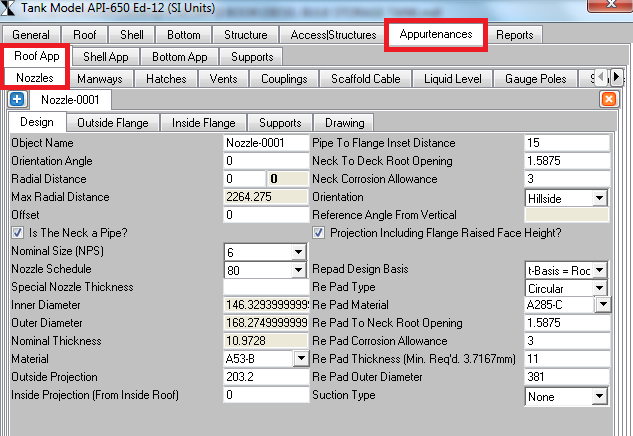 Tank Model API-650 Ed-12 (SI Units)
General Roof Shell Bottom Structure Access|Structures Appurtenances Reports
Roof App Shell App Bottom App Supports
Nozzles Manways Hatches Vents Couplings Scaffold Cable Liquid Level Gauge Poles
Nozzle-0001
Design Outside Flange Inside Flange Supports Drawing
Object Name Nozzle-0001 Pipe To Flange Inset Distance 15
Orientation Angle 0 Neck To Deck Root Opening 1.5875
Radial Distance 0 0 Neck Corrosion Allowance 3
Max Radial Distance 2264.275 Orientation Hillside
Offset 0 Reference Angle From Vertical
Is The Neck a Pipe? Projection Including Flange Raised Face Height?
Nominal Size (NPS) 6
Nozzle Schedule 80 Repad Design Basis t-Basis = Roo
Special Nozzle Thickness Re Pad Type Circular
Inner Diameter 146.32939999999 Re Pad Material A285-C
Outer Diameter 168.2749999999 Re Pad To Neck Root Opening 1.5875
Nominal Thickness 10.9728 Re Pad Corrosion Allowance 3
Material A53-B Re Pad Thickness (Min. Req'd. 3.7167mm) 11
Outside Projection 203.2 Re Pad Outer Diameter 381
Inside Projection (From Inside Roof) 0 Suction Type None